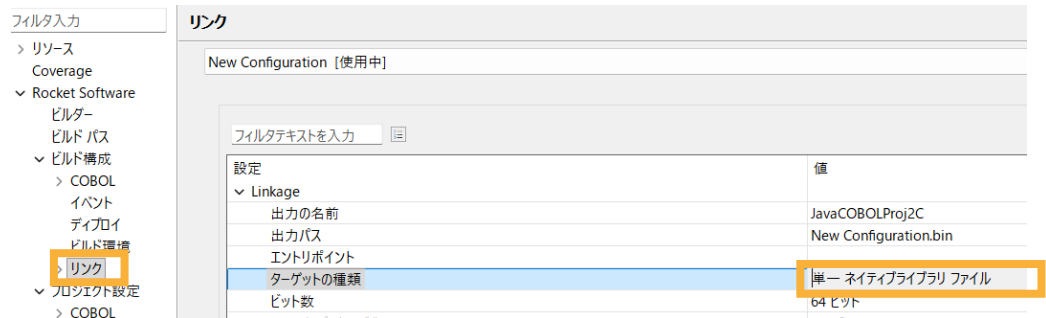 フィルタ入力
リソース
Coverage
Rocket Software
ビルダー
ビルド パス
ビルド構成
COBOL
イベント
ディプロイ
ビルド環境
リンク
プロジェクト設定
COBOL
リンク
New Configuration [使用中]
フィルタテキストを入力
設定 値
Linkage
出力の名前 JavaCOBOLProj2C
出力パス New Configuration.bin
エントリポイント
ターゲットの種類 単一 ネイティブライブラリ ファイル
ビット数 64 ビット